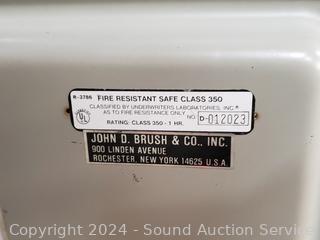 R-3786 FIRE RESISTANT SAFE CLASS 350
CLASSIFIED BY UNDERWRITERS LABORATORIES, INC.®
AS TO FIRE RESISTANCE ONLY
UL
RATING: CLASS 350 - 1 HR. NO. D-012023
JOHN D. BRUSH & CO., INC.
900 LINDEN AVENUE
ROCHESTER, NEW YORK 14625 U.S.A.
Copyright 2024 - Sound Auction Service